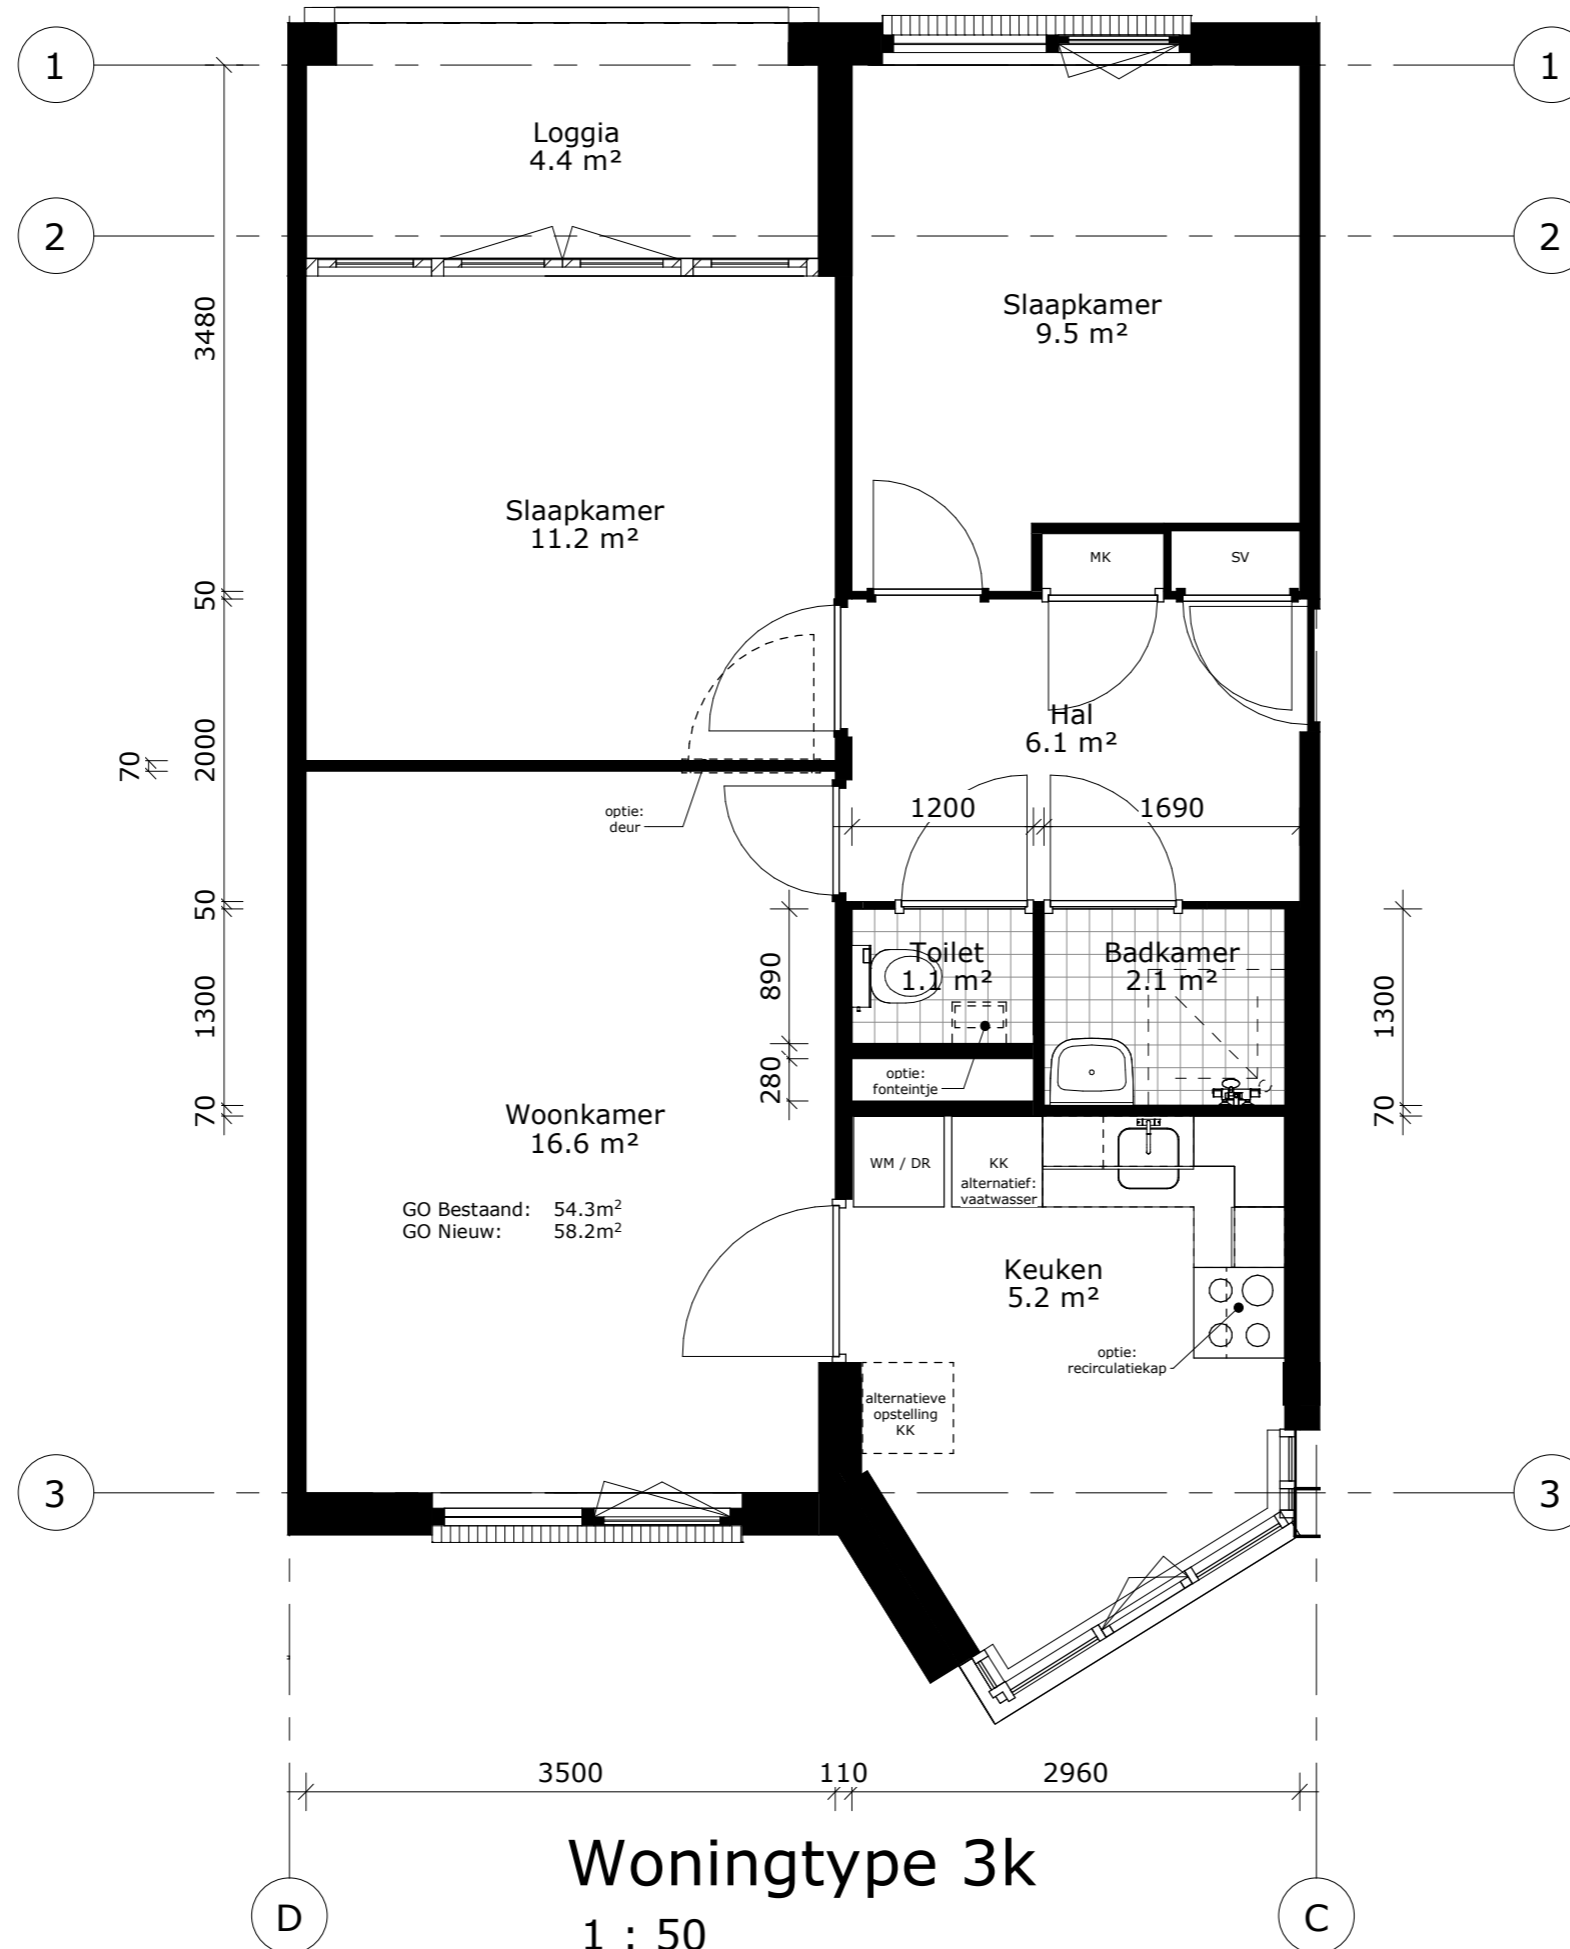 1
1
Loggia
4.4 m²
2
2
Slaapkamer
9.5 m²
3480
Slaapkamer
11.2 m²
MK
SV
50
Hal
6.1 m²
2000
70
optie:
deur
1200
1690
50
Toilet
1.1 m²
Badkamer
2.1 m²
890
1300
1300
280
optie:
fonteintje
70
70
Woonkamer
16.6 m²
WM / DR
KK
alternatief:
vaatwasser
GO Bestaand: 54.3m²
GO Nieuw: 58.2m²
Keuken
5.2 m²
optie:
recirculatiekap
alternatieve
opstelling
KK
3
3
3500
110
2960
Woningtype 3k
1 : 50
D
C